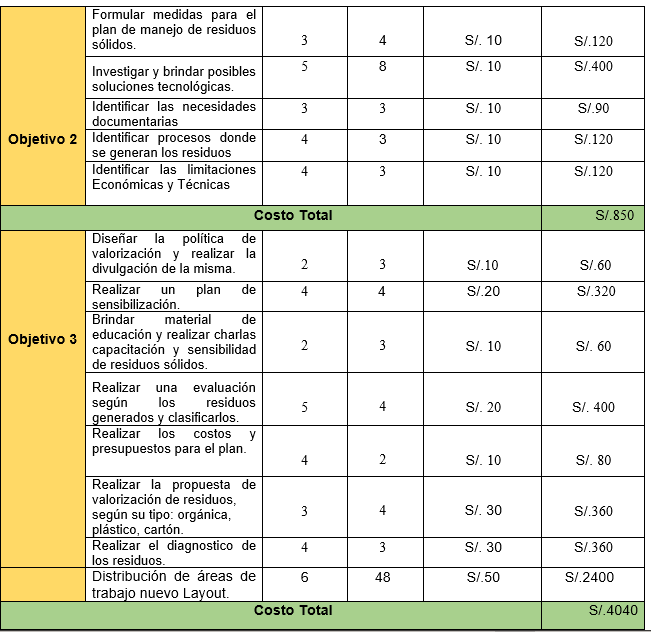 Formular medidas para el
plan de manejo de residuos
sólidos.
3 4 S/. 10 S/.120
Investigar y brindar posibles
soluciones tecnológicas.
5 8 S/. 10 S/.400
Identificar las necesidades
documentarias
3 3 S/. 10 S/.90
Objetivo 2
Identificar procesos donde
se generan los residuos
4 3 S/. 10 S/.120
Identificar las limitaciones
Económicas y Técnicas
4 3 S/. 10 S/.120
Costo Total S/.850
Diseñar la política de
valorización y realizar la
divulgación de la misma.
2 3 S/.10 S/.60
Realizar un plan de
sensibilización.
4 4 S/.20 S/.320
Objetivo 3
Brindar material de
educación y realizar charlas
capacitación y sensibilidad
de residuos sólidos.
2 3 S/. 10 S/. 60
Realizar una evaluación
según los residuos
generados y clasificarlos.
5 4 S/. 20 S/. 400
Realizar los costos y
presupuestos para el plan.
4 2 S/. 10 S/. 80
Realizar la propuesta de
valorización de residuos,
según su tipo: orgánica,
plástico, cartón.
3 4 S/. 30 S/.360
Realizar el diagnostico de
los residuos.
4 3 S/. 30 S/.360
Distribución de áreas de
trabajo nuevo Layout.
6 48 S/.50 S/.2400
Costo Total S/.4040